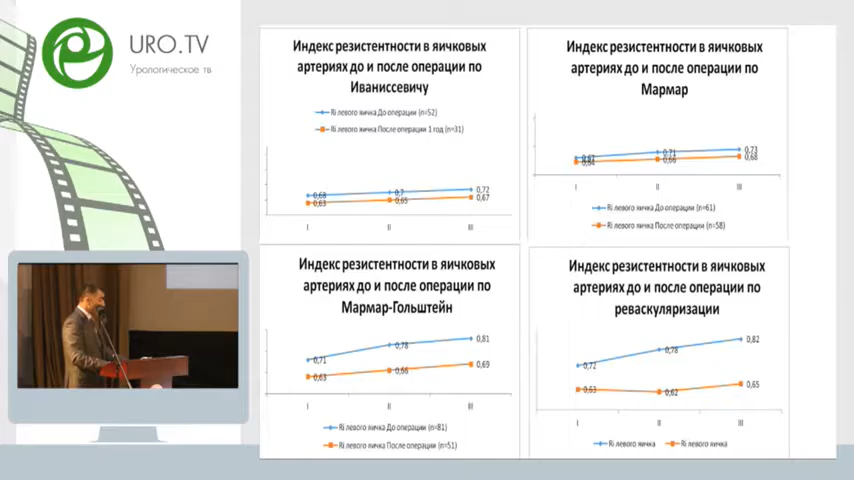 URO.TV
Урологическое тв
Индекс резистентности в яичковых
артериях до и после операции по
Иваниссевичу
Ri левого яичка До операции (n=52)
Ri левого яичка После операции 1 год (n=31)
0,68
0,7
0,72
0,63
0,65
0,67
I
II
III
Индекс резистентности в яичковых
артериях до и после операции по
Мармар
0,67
0,71
0,73
0,64
0,66
0,68
I
II
III
Ri левого яичка До операции (n=61)
Ri левого яичка После операции (n=58)
Индекс резистентности в яичковых
артериях до и после операции по
Мармар-Гольштейн
0,71
0,78
0,81
0,63
0,66
0,69
I
II
III
Ri левого яичка До операции (n=81)
Ri левого яичка После операции (n=51)
Индекс резистентности в яичковых
артериях до и после операции по
реваскуляризации
0,72
0,78
0,82
0,63
0,62
0,65
I
II
III
Ri левого яичка
Ri левого яичка